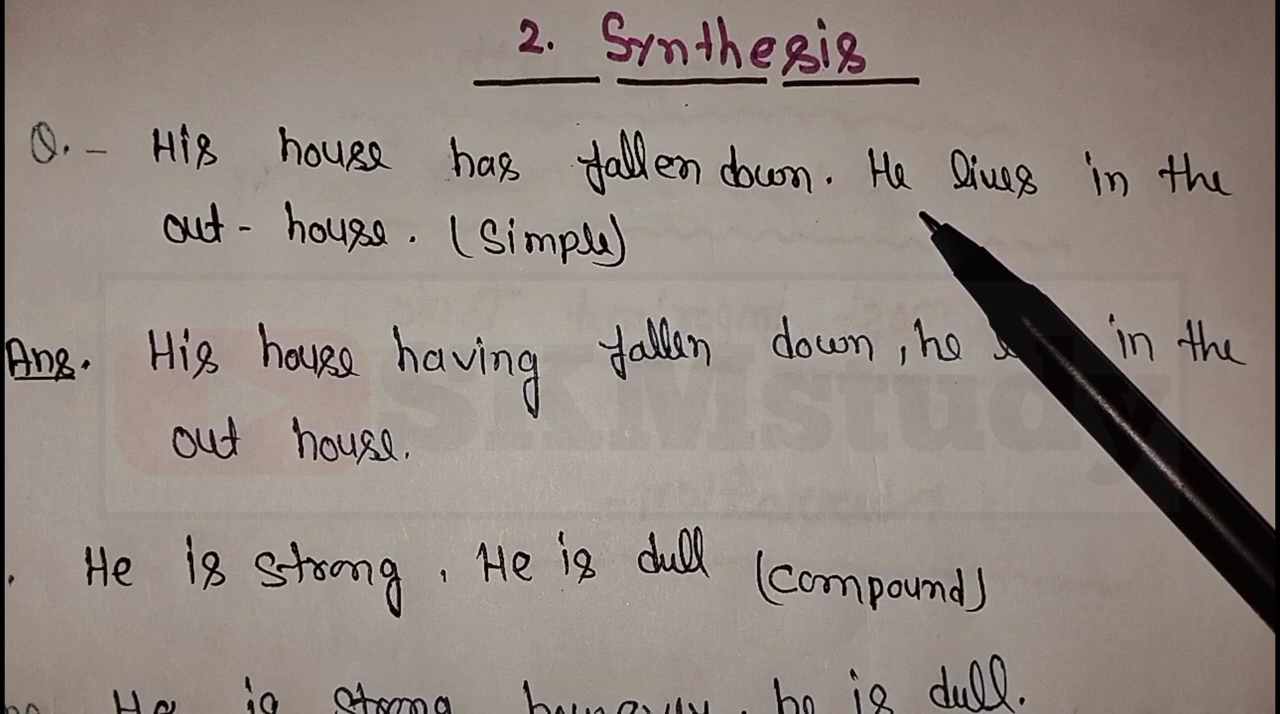 2. Synthesis
Q. - His house has fallen down. He lives in the
out - house. (Simple)
Ans. His house having fallen down, he in the
out house.
SKMstudy
. He is strong. He is dull (Compound)
He is strong however, he is dull.